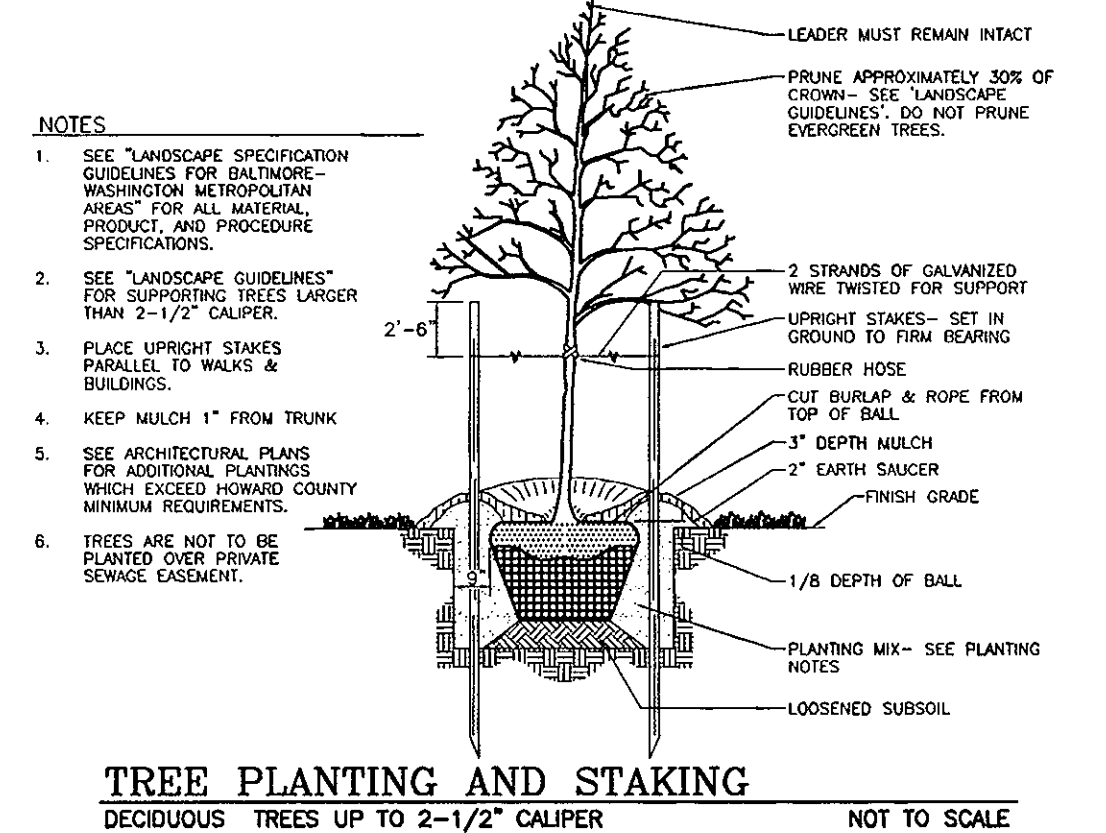 LEADER MUST REMAIN INTACT
PRUNE APPROXIMATELY 30% OF
CROWN- SEE 'LANDSCAPE
GUIDELINES'. DO NOT PRUNE
EVERGREEN TREES.
NOTES
1. SEE "LANDSCAPE SPECIFICATION
GUIDELINES FOR BALTIMORE-
WASHINGTON METROPOLITAN
AREAS" FOR ALL MATERIAL,
PRODUCT, AND PROCEDURE
SPECIFICATIONS.
2. SEE "LANDSCAPE GUIDELINES"
FOR SUPPORTING TREES LARGER
THAN 2-1/2" CALIPER.
3. PLACE UPRIGHT STAKES
PARALLEL TO WALKS &
BUILDINGS.
4. KEEP MULCH 1" FROM TRUNK
5. SEE ARCHITECTURAL PLANS
FOR ADDITIONAL PLANTINGS
WHICH EXCEED HOWARD COUNTY
MINIMUM REQUIREMENTS.
6. TREES ARE NOT TO BE
PLANTED OVER PRIVATE
SEWAGE EASEMENT.
2'-6"
9"
2 STRANDS OF GALVANIZED
WIRE TWISTED FOR SUPPORT
UPRIGHT STAKES- SET IN
GROUND TO FIRM BEARING
RUBBER HOSE
CUT BURLAP & ROPE FROM
TOP OF BALL
3" DEPTH MULCH
2" EARTH SAUCER
FINISH GRADE
1/8 DEPTH OF BALL
PLANTING MIX- SEE PLANTING
NOTES
LOOSENED SUBSOIL
TREE PLANTING AND STAKING
DECIDUOUS TREES UP TO 2-1/2" CALIPER NOT TO SCALE